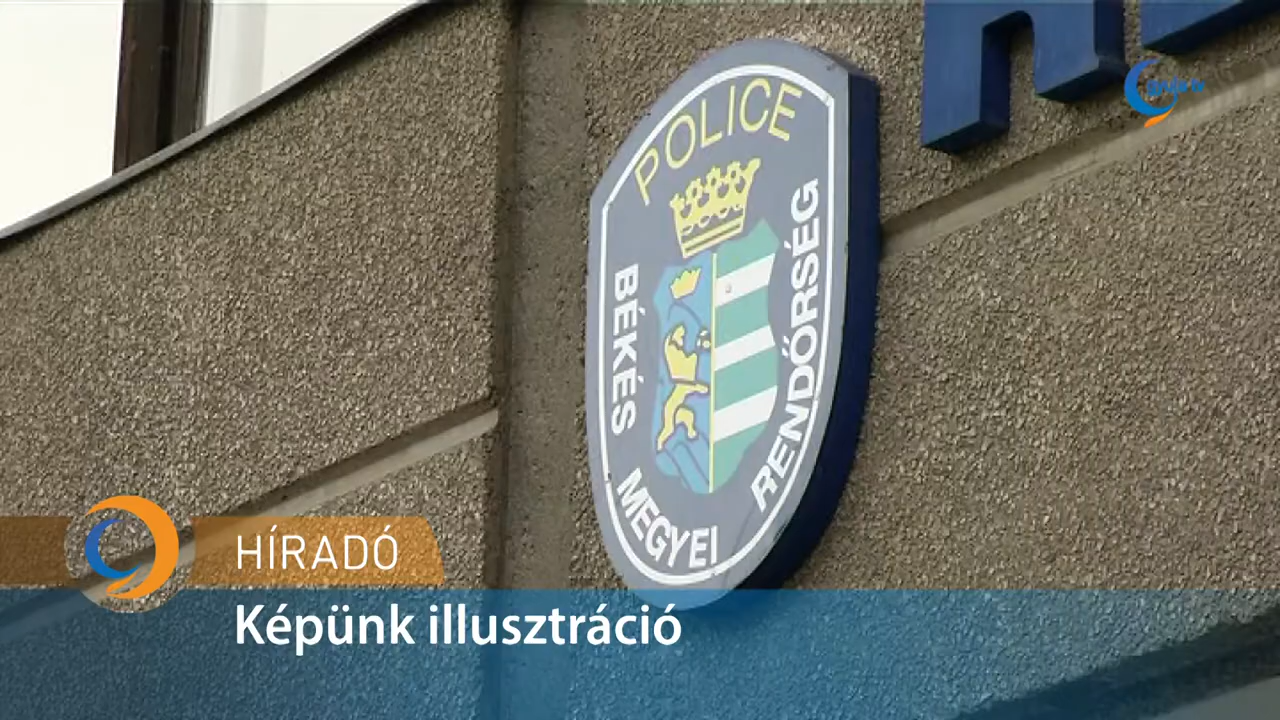 POLICE
BÉKÉS
MEGYEI
RENDŐRSÉG
HÍRADÓ
Képünk illusztráció